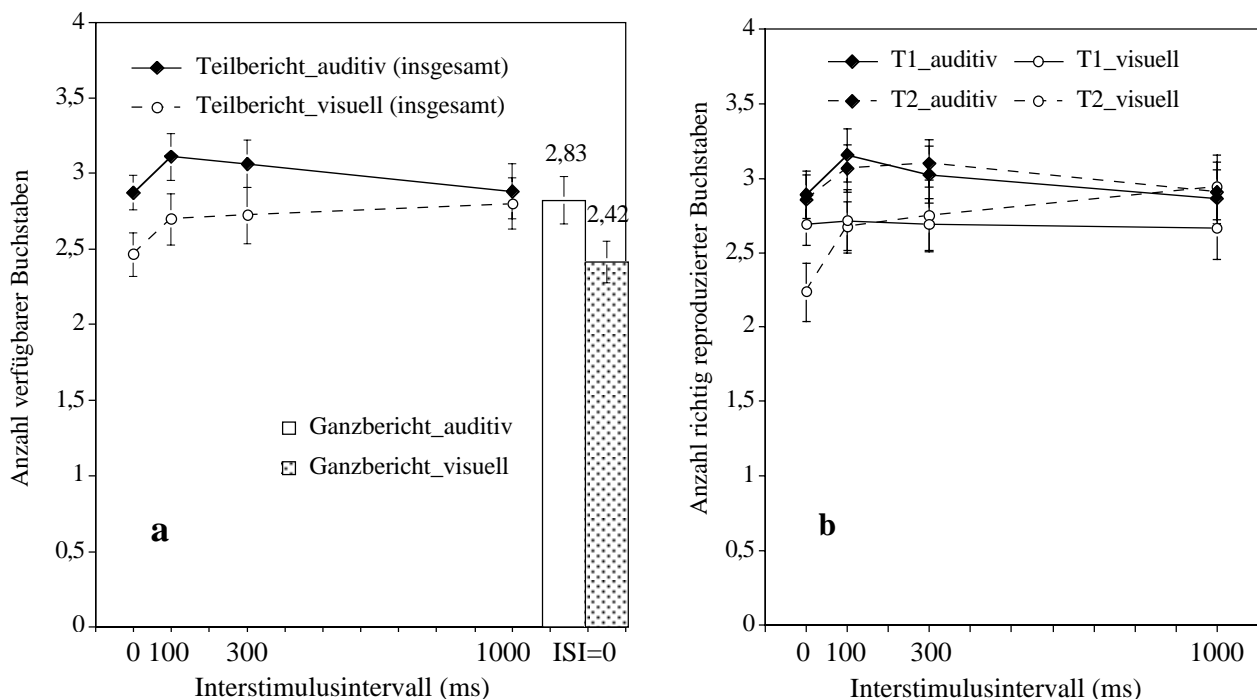 4
3,5
3
2,5
2
1,5
1
0,5
0
Anzahl verfügbarer Buchstaben
Teilbericht_auditiv (insgesamt)
Teilbericht_visuell (insgesamt)
2,83
2,42
Ganzbericht_auditiv
Ganzbericht_visuell
a
0 100 300 1000 ISI=0
Interstimulusintervall (ms)
4
3,5
3
2,5
2
1,5
1
0,5
0
Anzahl richtig reproduzierter Buchstaben
T1_auditiv T1_visuell
T2_auditiv T2_visuell
b
0 100 300 1000
Interstimulusintervall (ms)